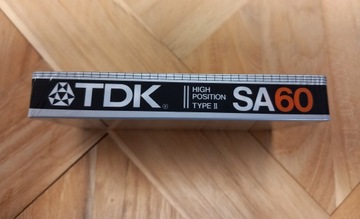 TDK
HIGH
POSITION
TYPE II
SA60